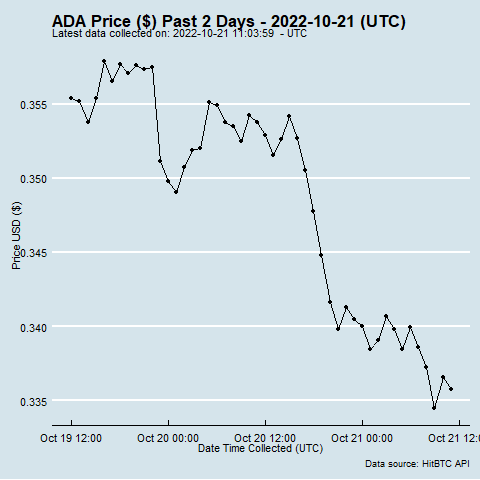 ADA Price ($) Past 2 Days - 2022-10-21 (UTC)
Latest data collected on: 2022-10-21 11:03:59 - UTC
0.355
0.350
0.345
0.340
0.335
Price USD ($)
Oct 19 12:00
Oct 20 00:00
Oct 20 12:00
Oct 21 00:00
Oct 21 12
Date Time Collected (UTC)
Data source: HitBTC API